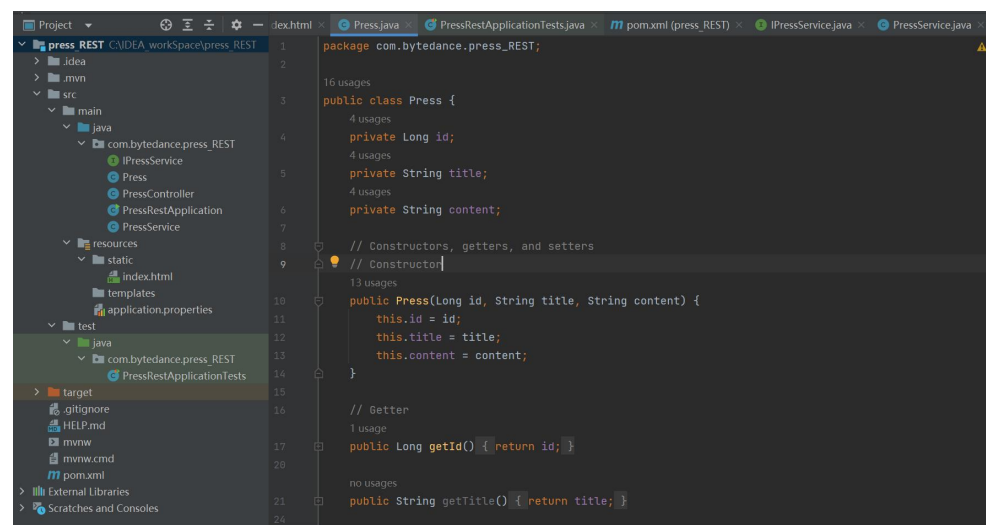 Project
dex.html
Press.java
PressRestApplicationTests.java
pom.xml (press_REST)
IPressService.java
PressService.java
press_REST C:\IDEA_workSpace\press_REST
.idea
.mvn
src
main
java
com.bytedance.press_REST
IPressService
Press
PressController
PressRestApplication
PressService
resources
static
index.html
templates
application.properties
test
java
com.bytedance.press_REST
PressRestApplicationTests
target
.gitignore
HELP.md
mvnw
mvnw.cmd
pom.xml
External Libraries
Scratches and Consoles
1 package com.bytedance.press_REST;
2
16 usages
3 public class Press {
4 usages
4 private Long id;
4 usages
5 private String title;
4 usages
6 private String content;
7
8 // Constructors, getters, and setters
9 // Constructor
13 usages
10 public Press(Long id, String title, String content) {
11 this.id = id;
12 this.title = title;
13 this.content = content;
14 }
15
16 // Getter
1 usage
17 public Long getId() { return id; }
20
no usages
21 public String getTitle() { return title; }
24